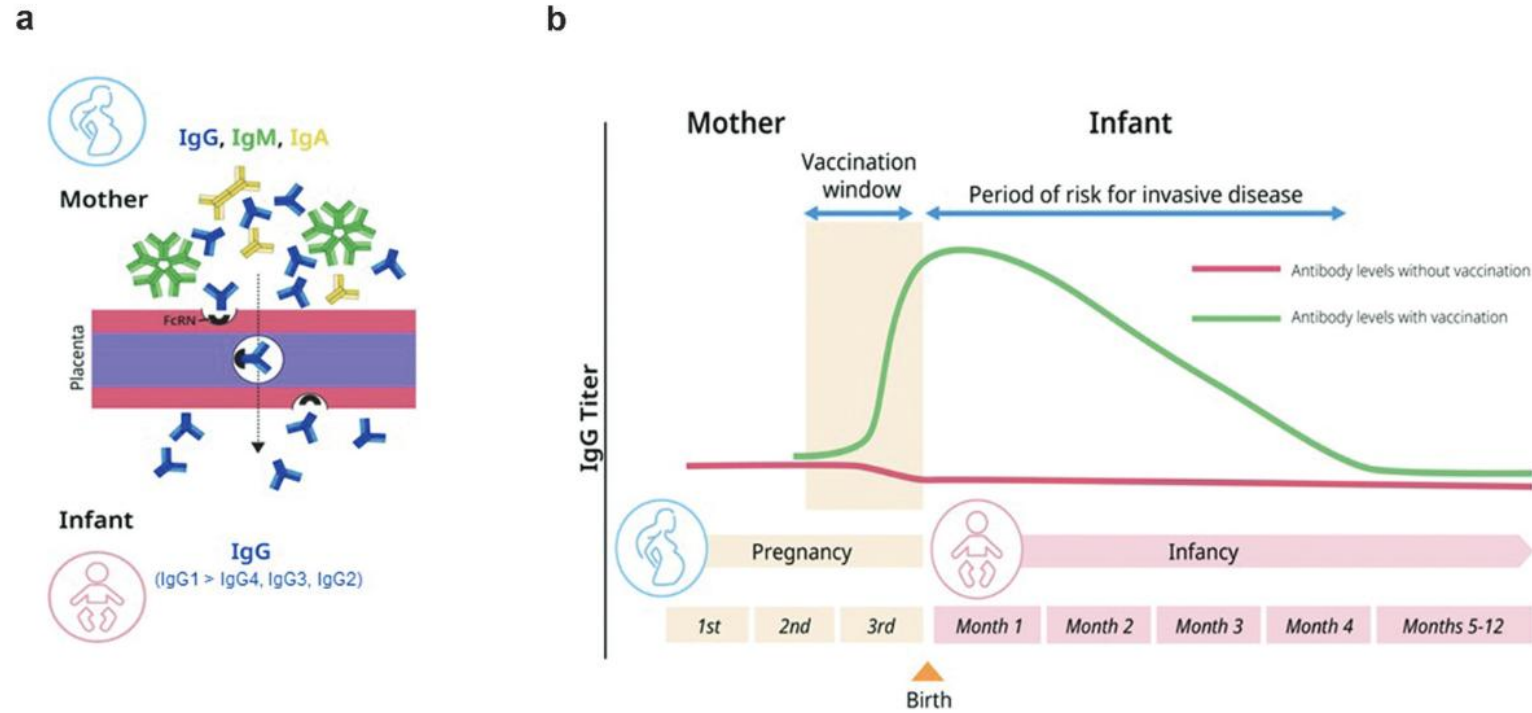 a
IgG, IgM, IgA
Mother
FcRN
Placenta
Infant
IgG
(IgG1 > IgG4, IgG3, IgG2)
b
Mother
Infant
Vaccination
window
Period of risk for invasive disease
Antibody levels without vaccination
Antibody levels with vaccination
IgG Titer
Pregnancy
Infancy
1st
2nd
3rd
Month 1
Month 2
Month 3
Month 4
Months 5-12
Birth